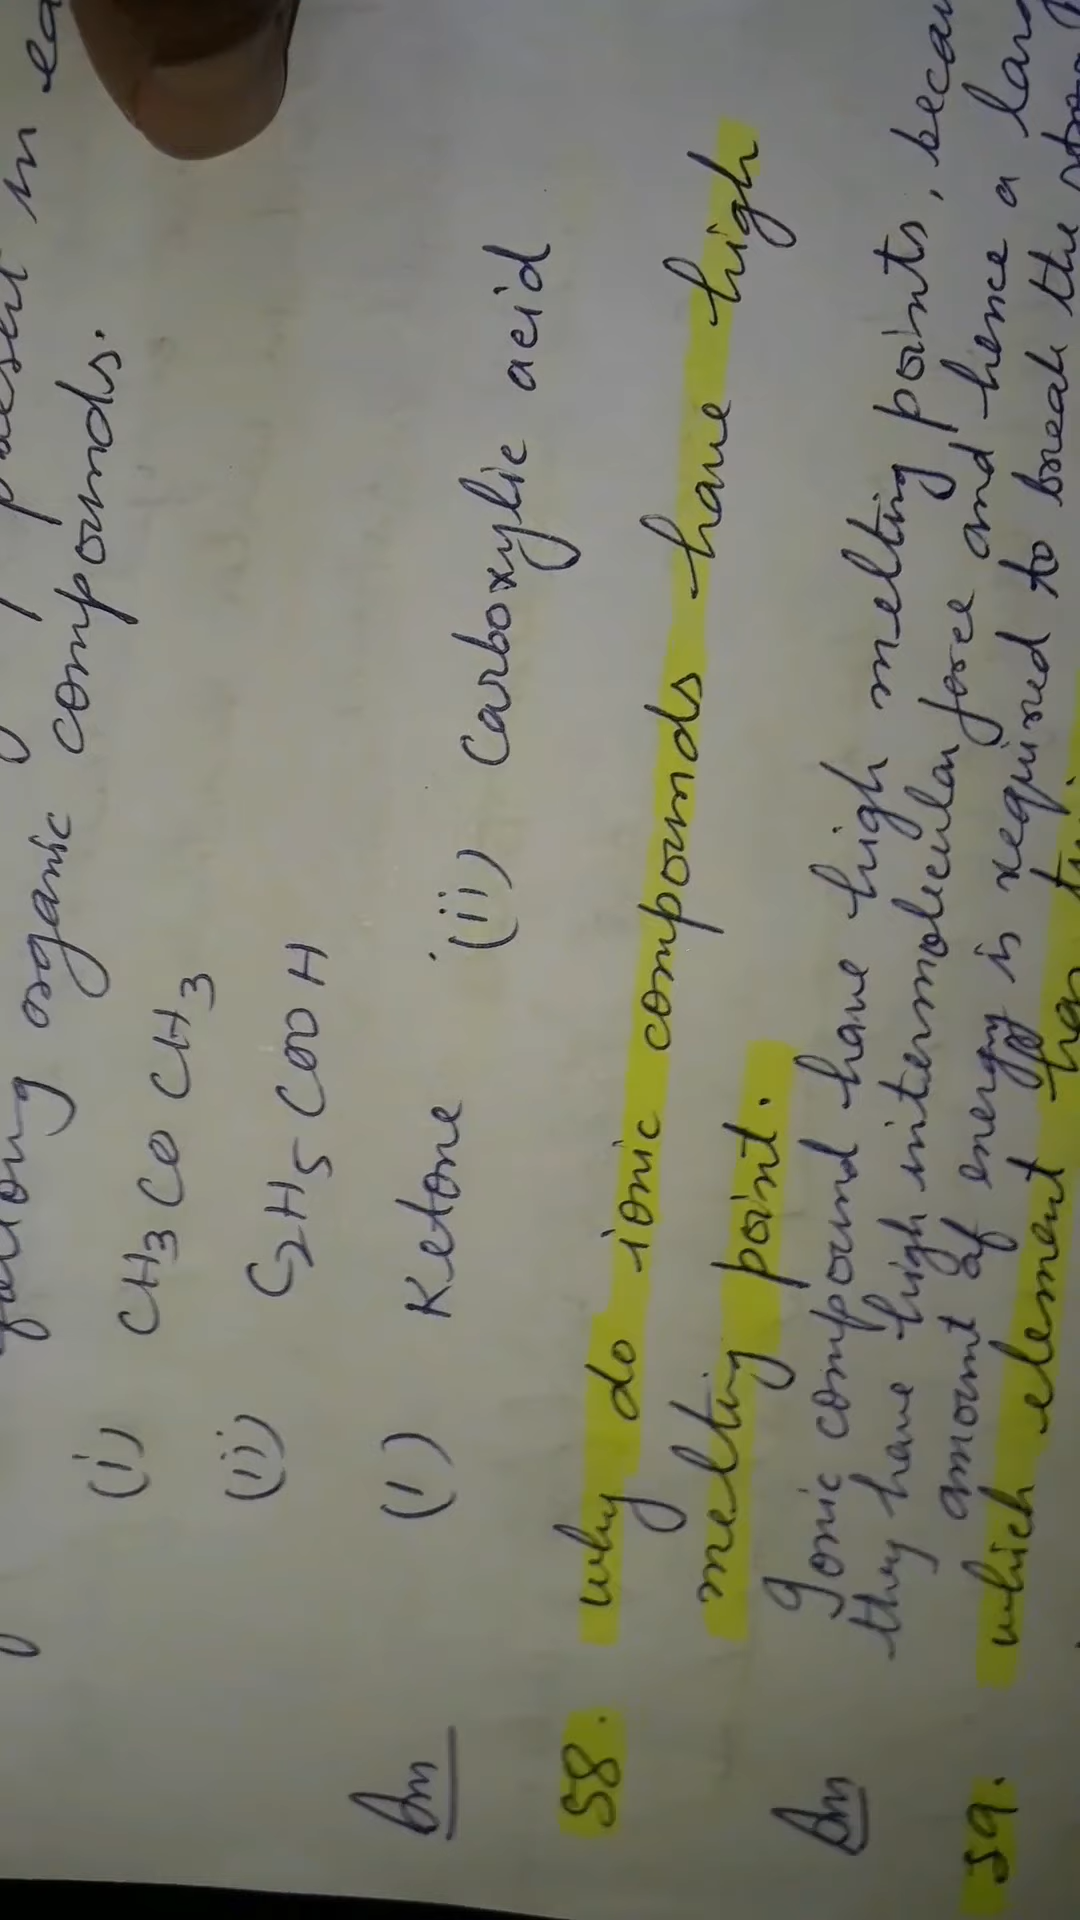 organic compounds.
(i) CH3 CO CH3
(ii) C2H5 COOH
Ans (1) Ketone (ii) Carboxylic acid
58. why do ionic compounds have high
melting point.
Ans Ionic compound have high melting points,
they have high intermolecular force and hence a
amount of energy is required to break the
59. which element has